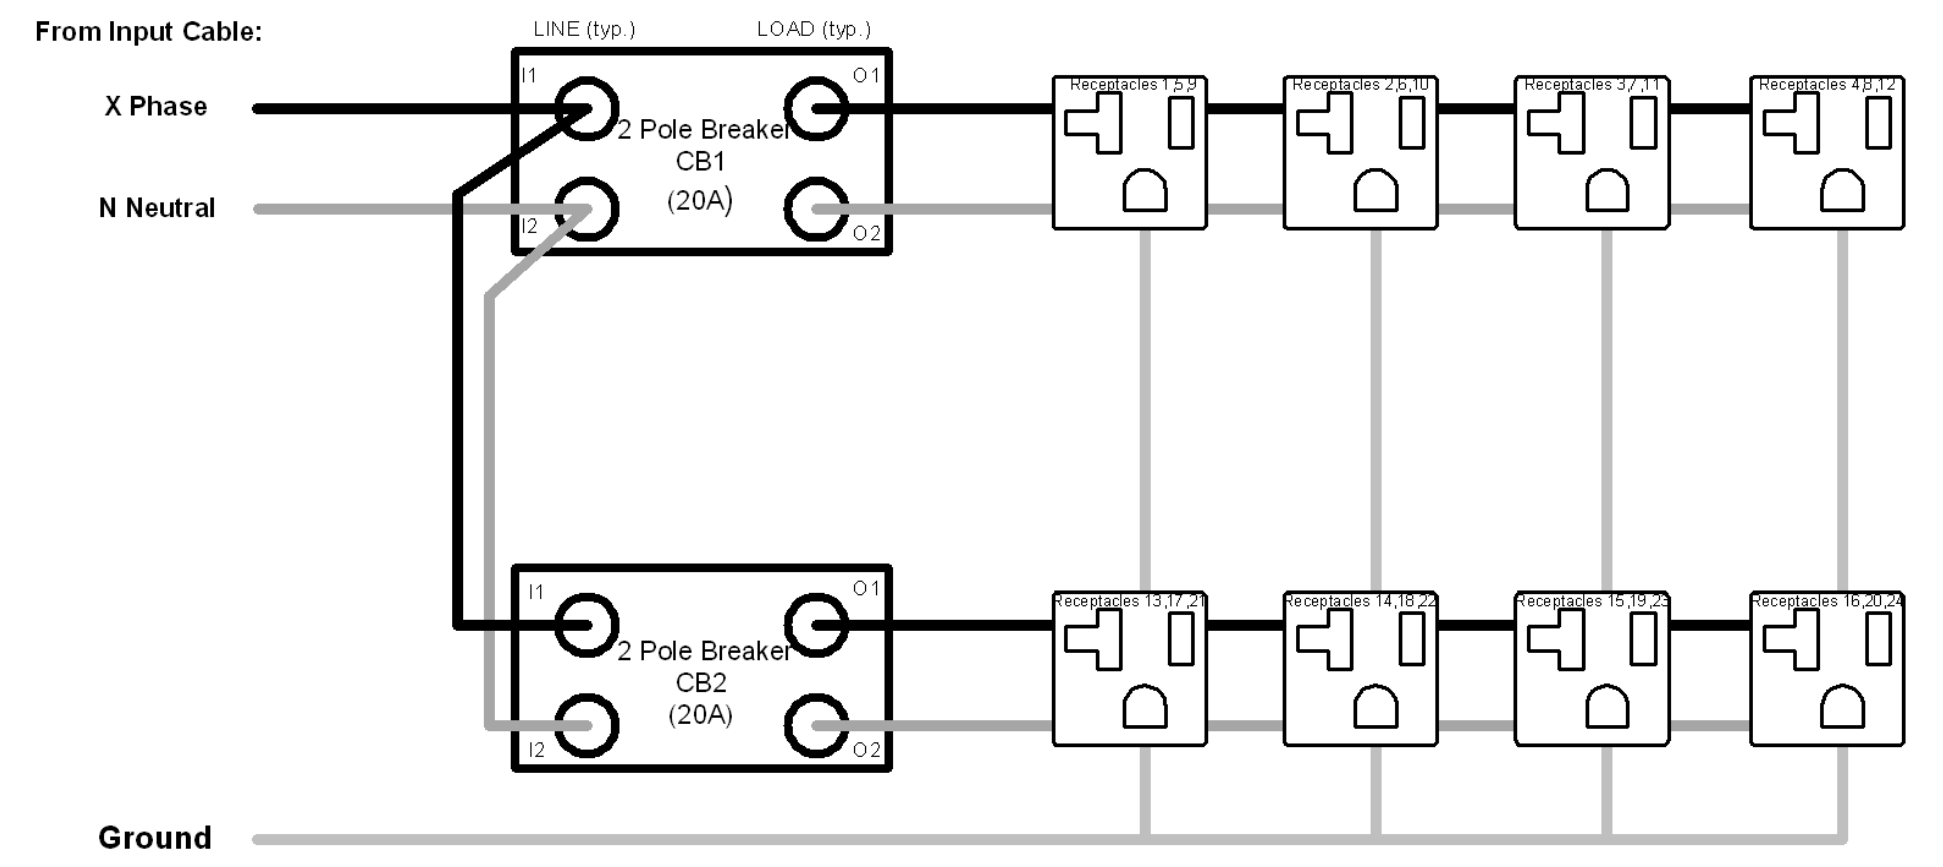 From Input Cable:
LINE (typ.)
LOAD (typ.)
X Phase
N Neutral
I1
O1
2 Pole Breaker
CB1
(20A)
I2
O2
Receptacles 1,5,9
Receptacles 2,6,10
Receptacles 3,7,11
Receptacles 4,8,12
I1
O1
2 Pole Breaker
CB2
(20A)
I2
O2
Receptacles 13,17,21
Receptacles 14,18,22
Receptacles 15,19,23
Receptacles 16,20,24
Ground